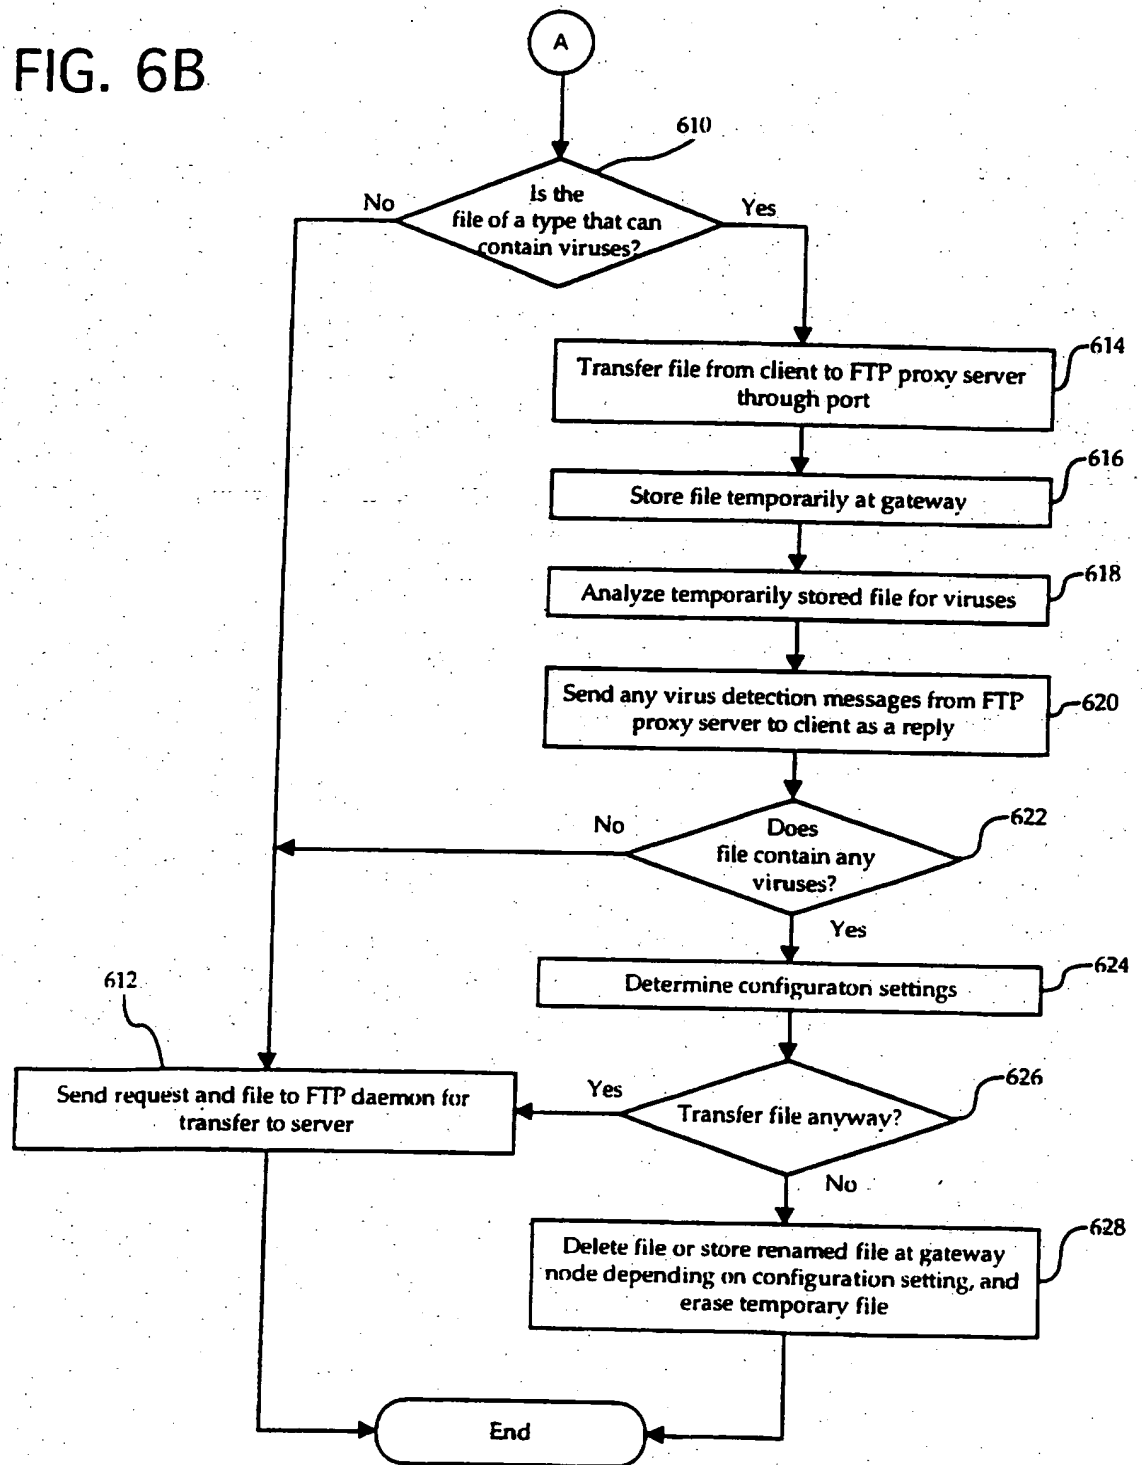 FIG. 6B
A
610
Is the
file of a type that can
contain viruses?
No
Yes
614
Transfer file from client to FTP proxy server
through port
616
Store file temporarily at gateway
618
Analyze temporarily stored file for viruses
620
Send any virus detection messages from FTP
proxy server to client as a reply
622
Does
file contain any
viruses?
No
Yes
624
Determine configuraton settings
612
Send request and file to FTP daemon for
transfer to server
626
Transfer file anyway?
Yes
No
628
Delete file or store renamed file at gateway
node depending on configuration setting, and
erase temporary file
End